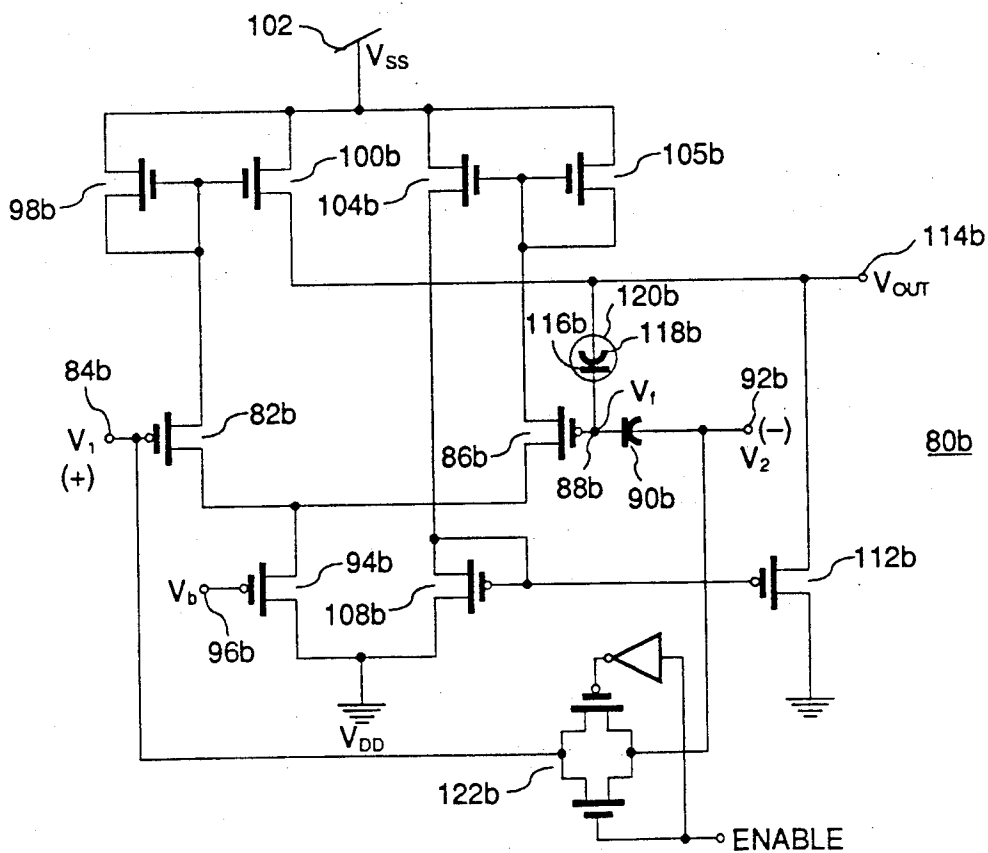 102
VSS
98b
100b
104b
105b
114b
VOUT
120b
116b
118b
84b
V1
(+)
82b
86b
Vf
88b
90b
92b
(−)
V2
80b
Vb
96b
94b
108b
112b
VDD
122b
ENABLE